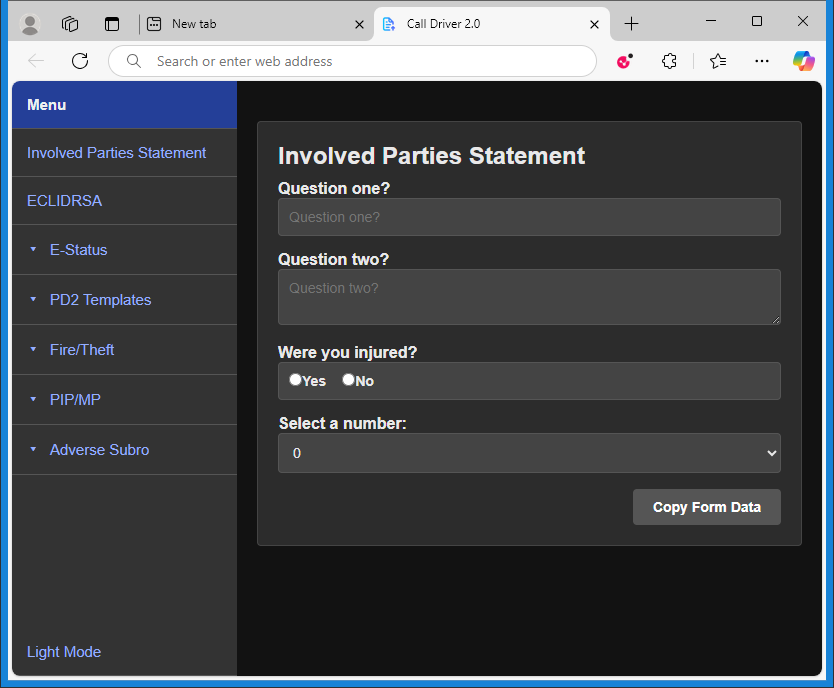 New tab
Call Driver 2.0
Search or enter web address
Menu
Involved Parties Statement
ECLIDRSA
E-Status
PD2 Templates
Fire/Theft
PIP/MP
Adverse Subro
Light Mode
Involved Parties Statement
Question one?
Question one?
Question two?
Question two?
Were you injured?
Yes No
Select a number:
0
Copy Form Data